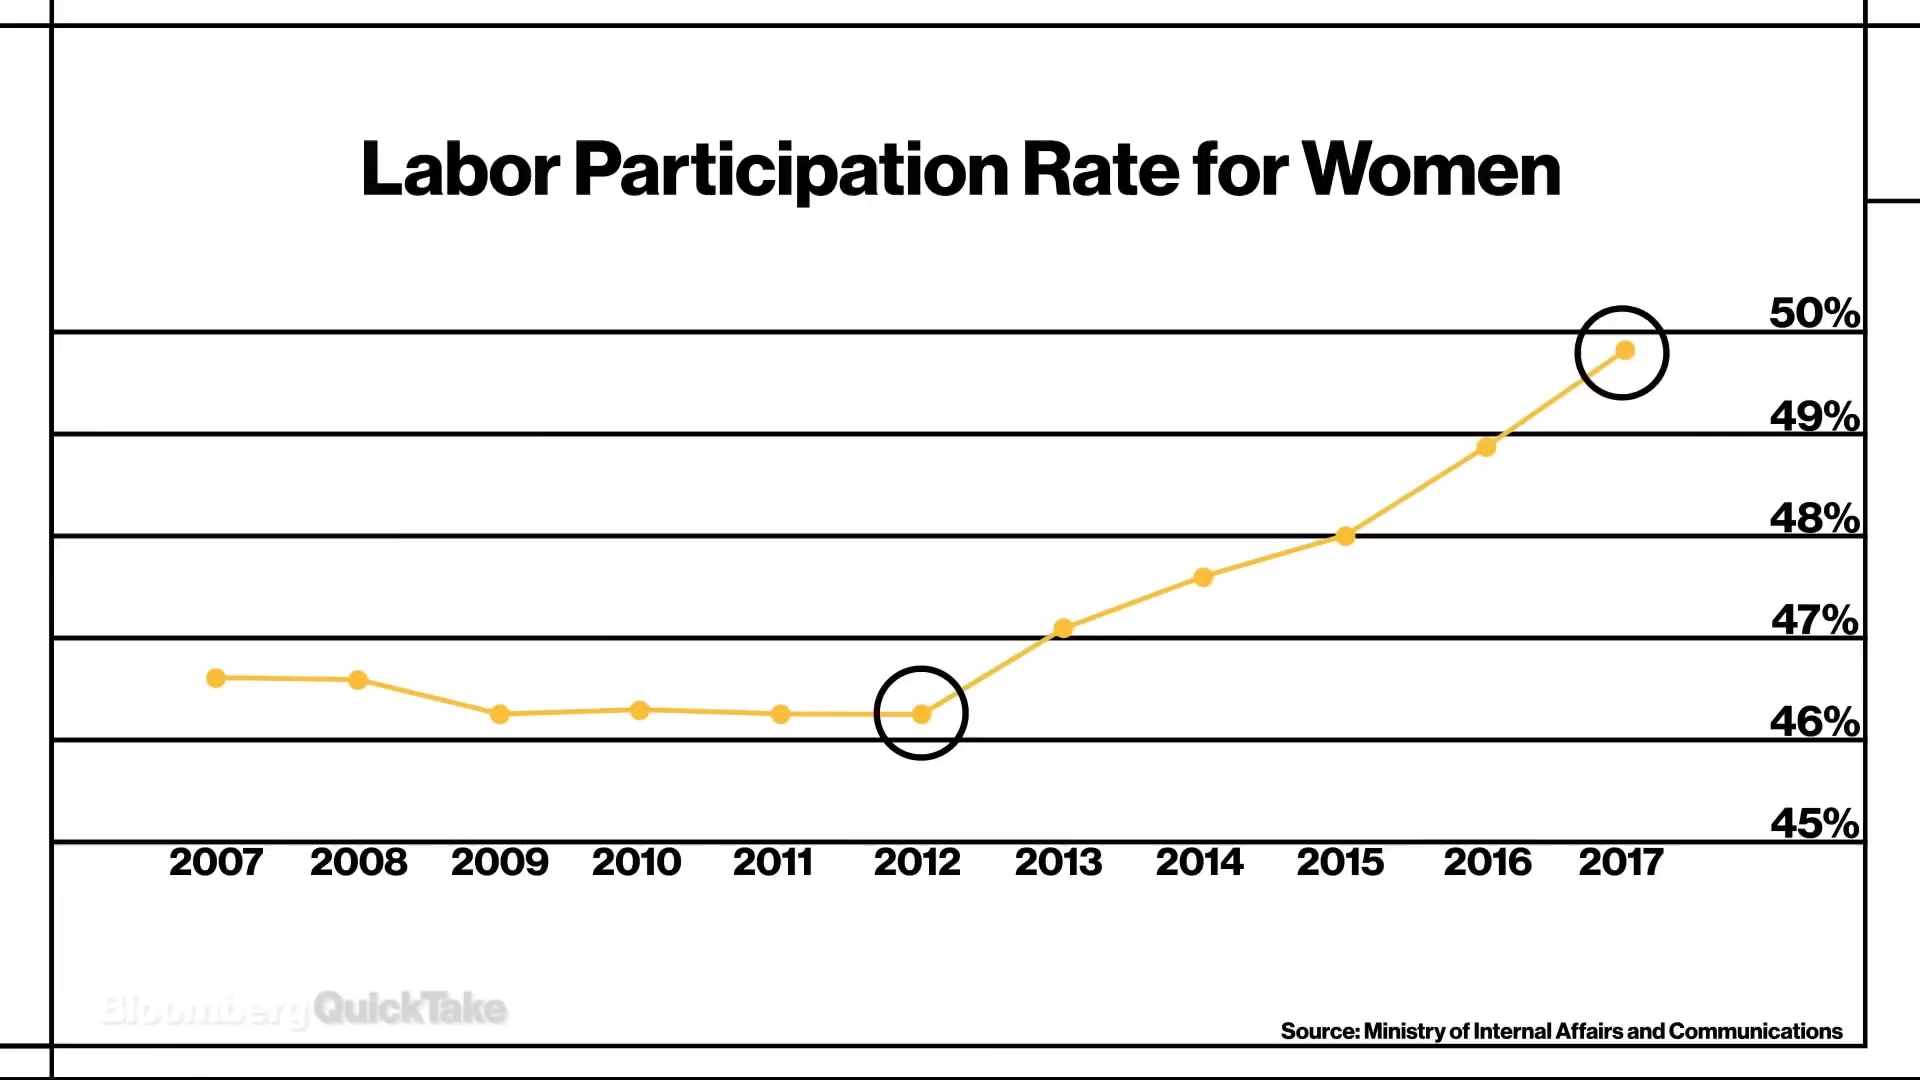 Labor Participation Rate for Women
50%
49%
48%
47%
46%
45%
2007 2008 2009 2010 2011 2012 2013 2014 2015 2016 2017
Bloomberg QuickTake
Source: Ministry of Internal Affairs and Communications